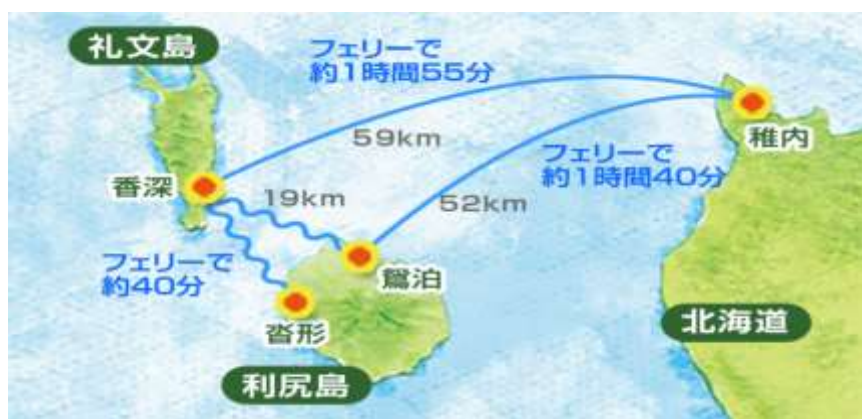 礼文島
フェリーで
約1時間55分
59km
稚内
フェリーで
約1時間40分
香深
19km
52km
フェリーで
約40分
鴛泊
沓形
北海道
利尻島